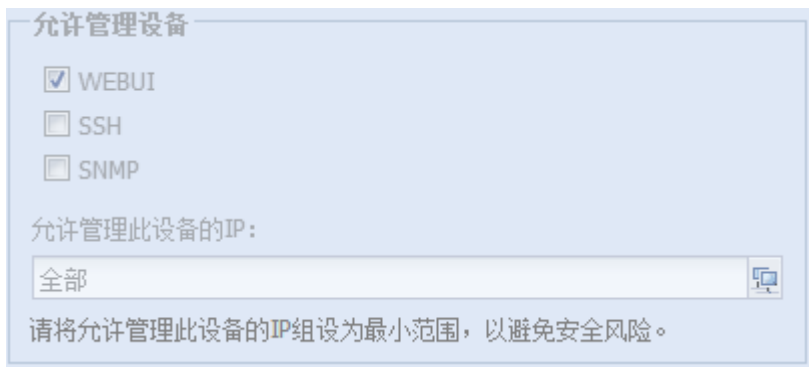 允许管理设备
WEBUI
SSH
SNMP
允许管理此设备的IP:
全部
请将允许管理此设备的IP组设为最小范围，以避免安全风险。